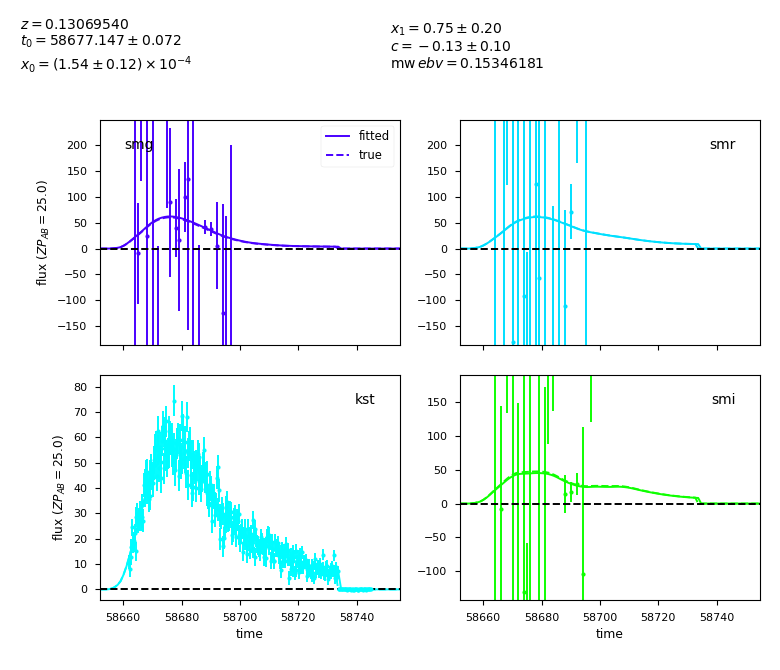 z = 0.13069540
t₀ = 58677.147 ± 0.072
x₀ = (1.54 ± 0.12) × 10⁻⁴
x₁ = 0.75 ± 0.20
c = −0.13 ± 0.10
mw ebv = 0.15346181
smg
fitted
true
200
150
100
50
0
−50
−100
−150
flux (ZP_AB = 25.0)
smr
200
150
100
50
0
−50
−100
−150
kst
80
70
60
50
40
30
20
10
0
flux (ZP_AB = 25.0)
58660 58680 58700 58720 58740
time
smi
150
100
50
0
−50
−100
58660 58680 58700 58720 58740
time